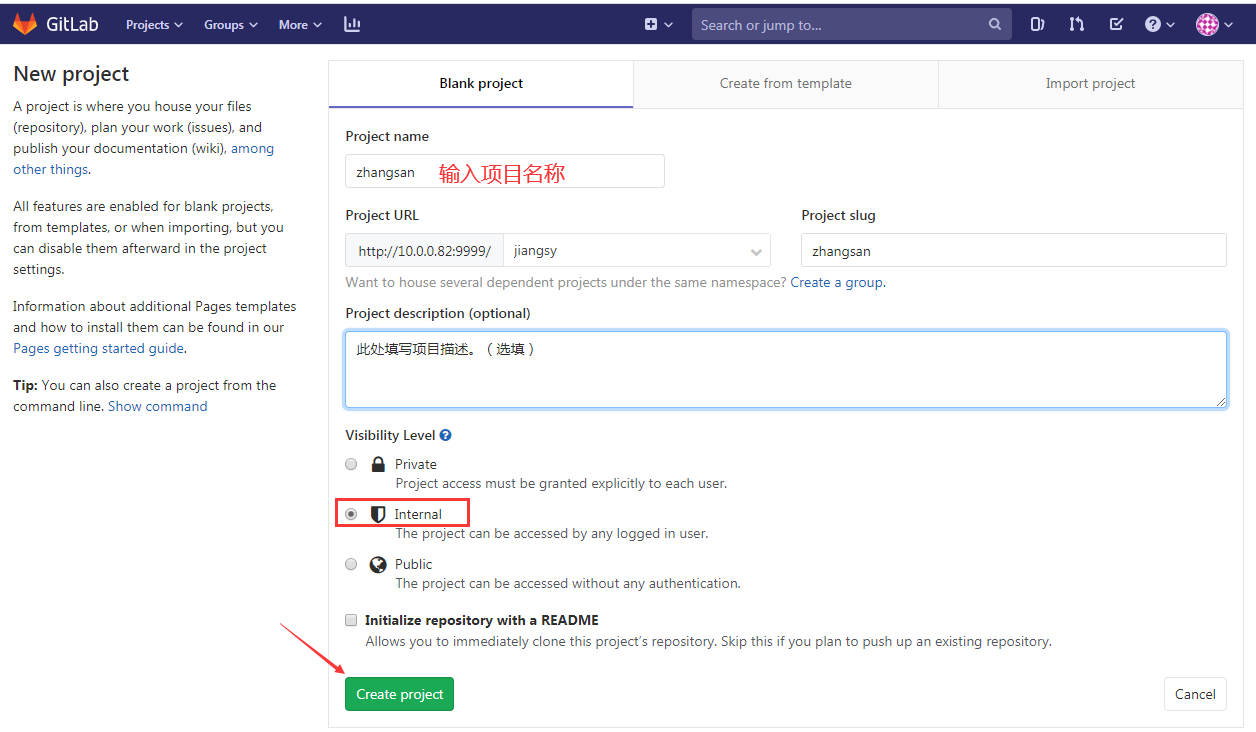 GitLab Projects Groups More Search or jump to...
New project
A project is where you house your files
(repository), plan your work (issues), and
publish your documentation (wiki), among
other things.
All features are enabled for blank projects,
from templates, or when importing, but you
can disable them afterward in the project
settings.
Information about additional Pages templates
and how to install them can be found in our
Pages getting started guide.
Tip: You can also create a project from the
command line. Show command
Blank project Create from template Import project
Project name
zhangsan 输入项目名称
Project URL Project slug
http://10.0.0.82:9999/ jiangsy zhangsan
Want to house several dependent projects under the same namespace? Create a group.
Project description (optional)
此处填写项目描述。（选填）
Visibility Level ?
Private
Project access must be granted explicitly to each user.
Internal
The project can be accessed by any logged in user.
Public
The project can be accessed without any authentication.
Initialize repository with a README
Allows you to immediately clone this project's repository. Skip this if you plan to push up an existing repository.
Create project Cancel